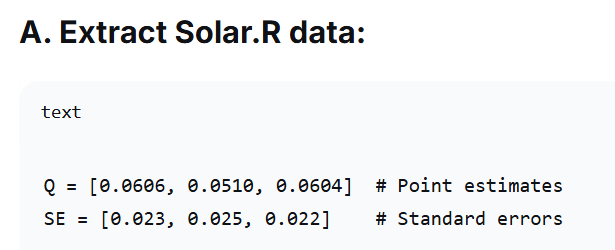 A. Extract Solar.R data:
text
Q = [0.0606, 0.0510, 0.0604]  # Point estimates
SE = [0.023, 0.025, 0.022]    # Standard errors